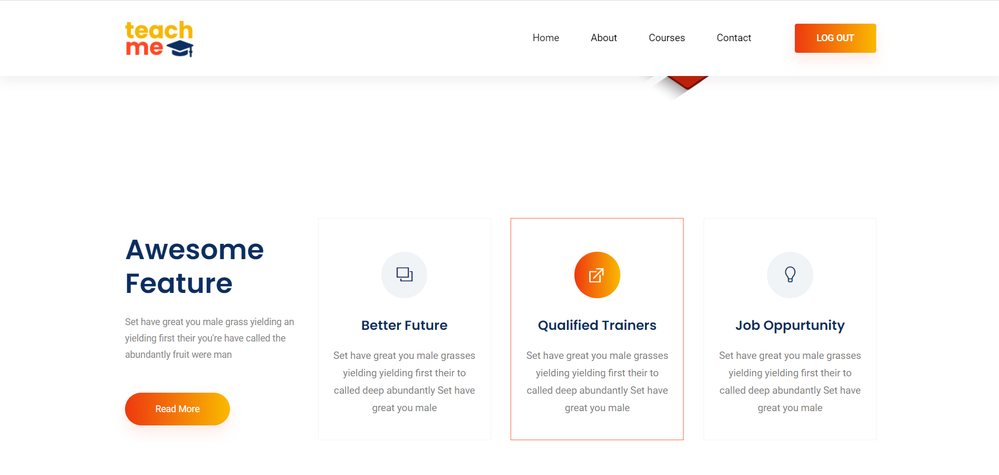 teach
me
Home
About
Courses
Contact
LOG OUT
Awesome
Feature
Set have great you male grass yielding an
yielding first their you're have called the
abundantly fruit were man
Read More
Better Future
Set have great you male grasses
yielding yielding first their to
called deep abundantly Set have
great you male
Qualified Trainers
Set have great you male grasses
yielding yielding first their to
called deep abundantly Set have
great you male
Job Oppurtunity
Set have great you male grasses
yielding yielding first their to
called deep abundantly Set have
great you male